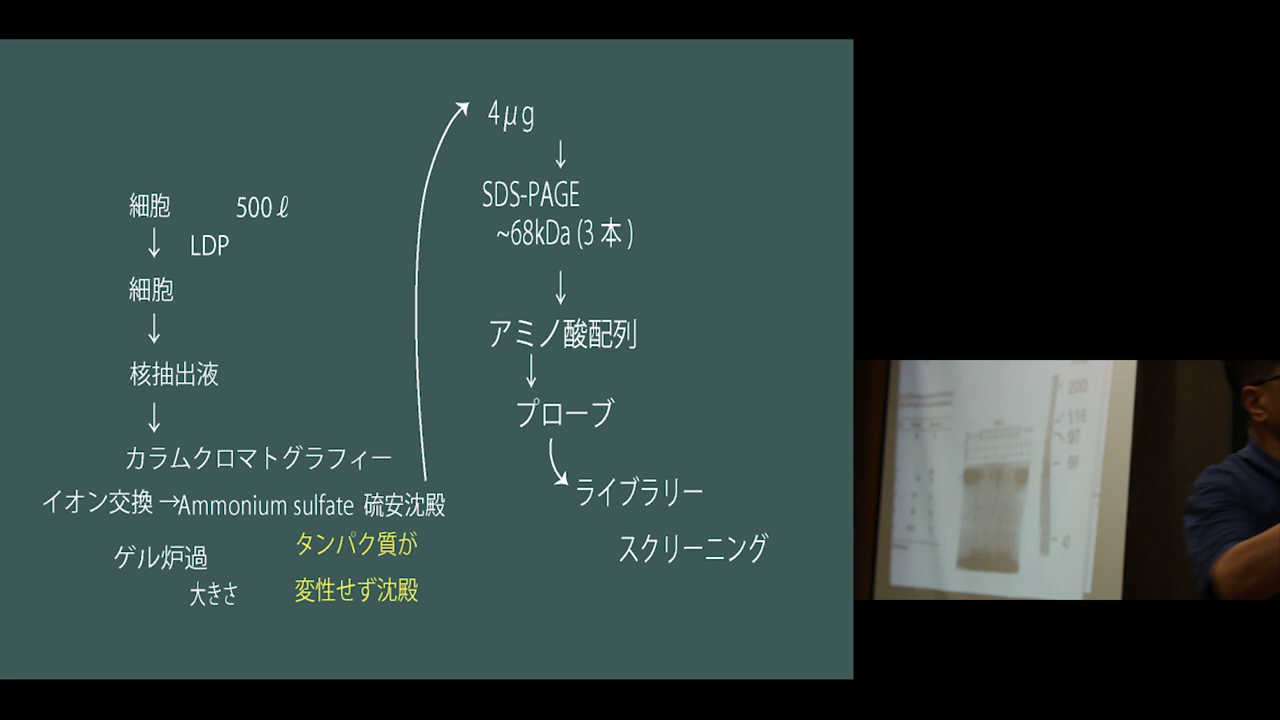 細胞 500ℓ
↓ LDP
細胞
↓
核抽出液
↓
カラムクロマトグラフィー
イオン交換→Ammonium sulfate 硫安沈殿
ゲル炉過
大きさ
タンパク質が
変性せず沈殿
4μg
↓
SDS-PAGE
~68kDa (3 本 )
↓
アミノ酸配列
↓
プローブ
ライブラリー
スクリーニング
200
116
97